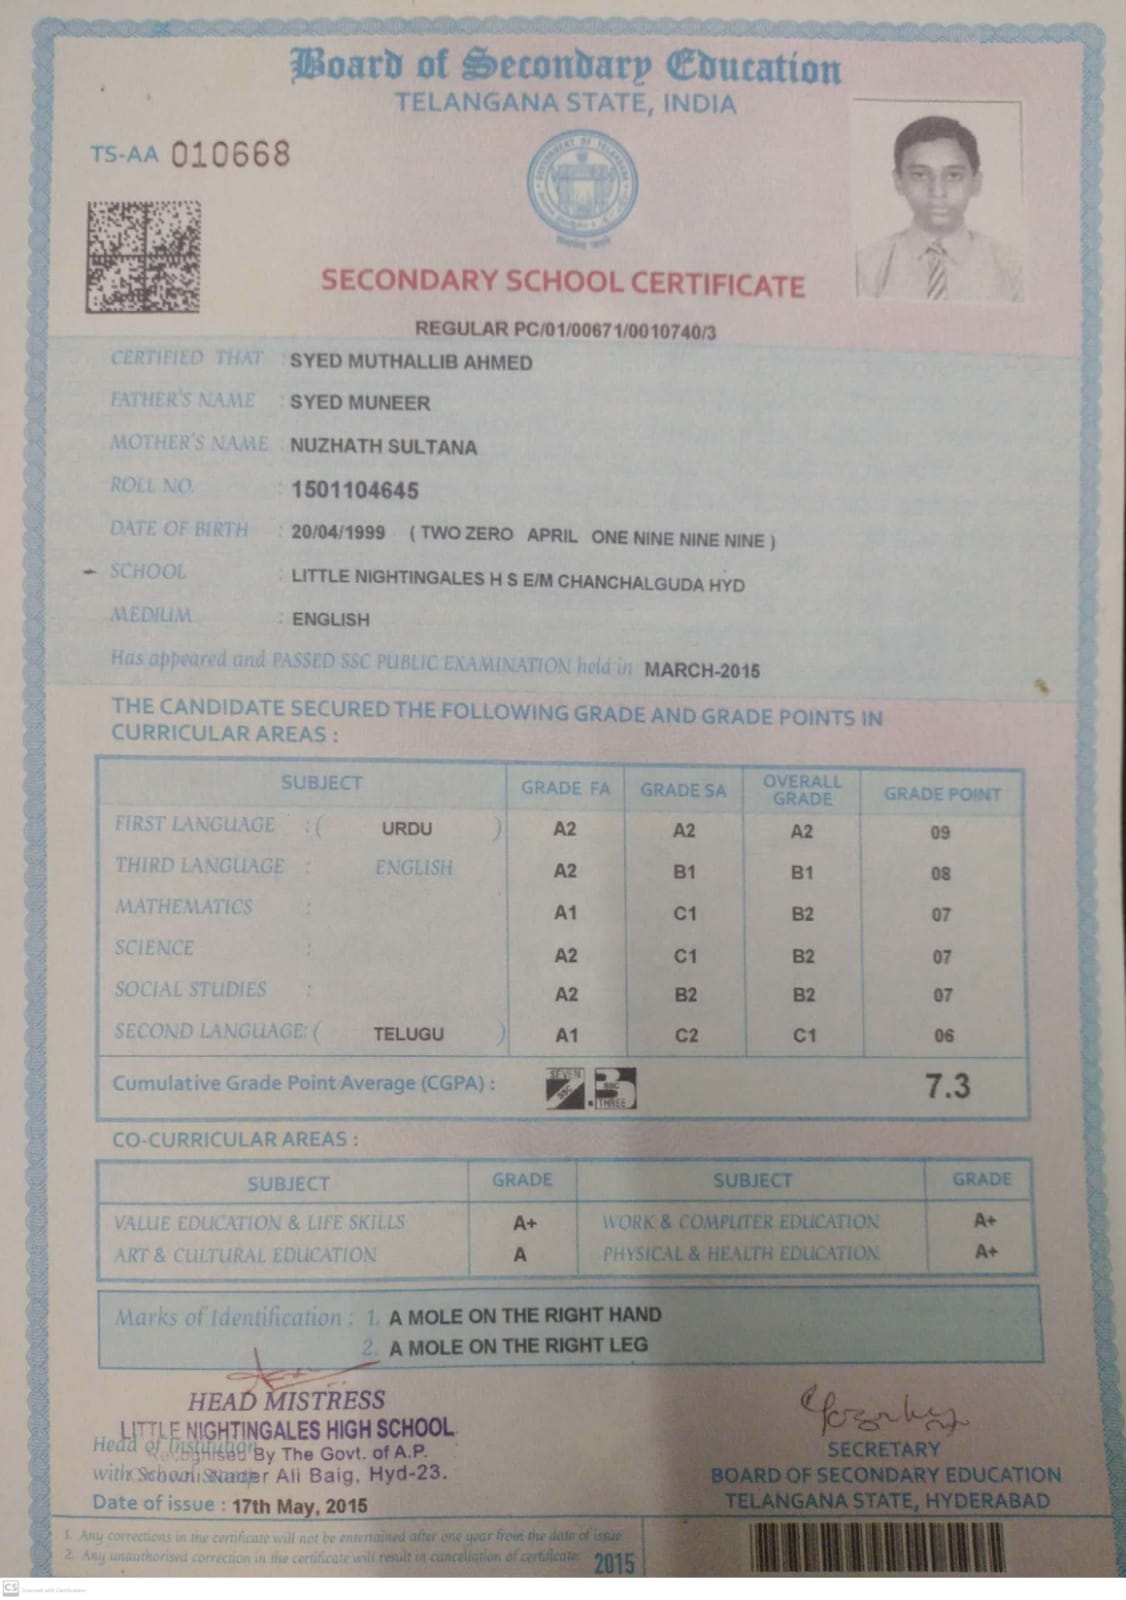 Board of Secondary Education
TELANGANA STATE, INDIA
TS-AA 010668
GOVERNMENT OF TELANGANA
SECONDARY SCHOOL CERTIFICATE
REGULAR PC/01/00671/0010740/3
CERTIFIED THAT : SYED MUTHALLIB AHMED
FATHER'S NAME : SYED MUNEER
MOTHER'S NAME : NUZHATH SULTANA
ROLL NO. : 1501104645
DATE OF BIRTH : 20/04/1999 ( TWO ZERO APRIL ONE NINE NINE NINE )
SCHOOL : LITTLE NIGHTINGALES H S E/M CHANCHALGUDA HYD
MEDIUM : ENGLISH
Has appeared and PASSED SSC PUBLIC EXAMINATION held in MARCH-2015
THE CANDIDATE SECURED THE FOLLOWING GRADE AND GRADE POINTS IN
CURRICULAR AREAS :
SUBJECT GRADE FA GRADE SA OVERALL GRADE GRADE POINT
FIRST LANGUAGE : ( URDU ) A2 A2 A2 09
THIRD LANGUAGE : ENGLISH A2 B1 B1 08
MATHEMATICS : A1 C1 B2 07
SCIENCE : A2 C1 B2 07
SOCIAL STUDIES : A2 B2 B2 07
SECOND LANGUAGE: ( TELUGU ) A1 C2 C1 06
Cumulative Grade Point Average (CGPA) : SEVEN 7 SSC . 3 SSC THREE 7.3
CO-CURRICULAR AREAS :
SUBJECT GRADE SUBJECT GRADE
VALUE EDUCATION & LIFE SKILLS A+ WORK & COMPUTER EDUCATION A+
ART & CULTURAL EDUCATION A PHYSICAL & HEALTH EDUCATION A+
Marks of Identification : 1. A MOLE ON THE RIGHT HAND
2. A MOLE ON THE RIGHT LEG
HEAD MISTRESS
LITTLE NIGHTINGALES HIGH SCHOOL
Head of Institution
Recognised By The Govt. of A.P.
with School Stamp
Nader Ali Baig, Hyd-23.
Date of issue : 17th May, 2015
SECRETARY
BOARD OF SECONDARY EDUCATION
TELANGANA STATE, HYDERABAD
1. Any corrections in the certificate will not be entertained after one year from the date of issue.
2. Any unauthorised correction in the certificate will result in cancellation of certificate.
2015
CS Scanned with CamScanner